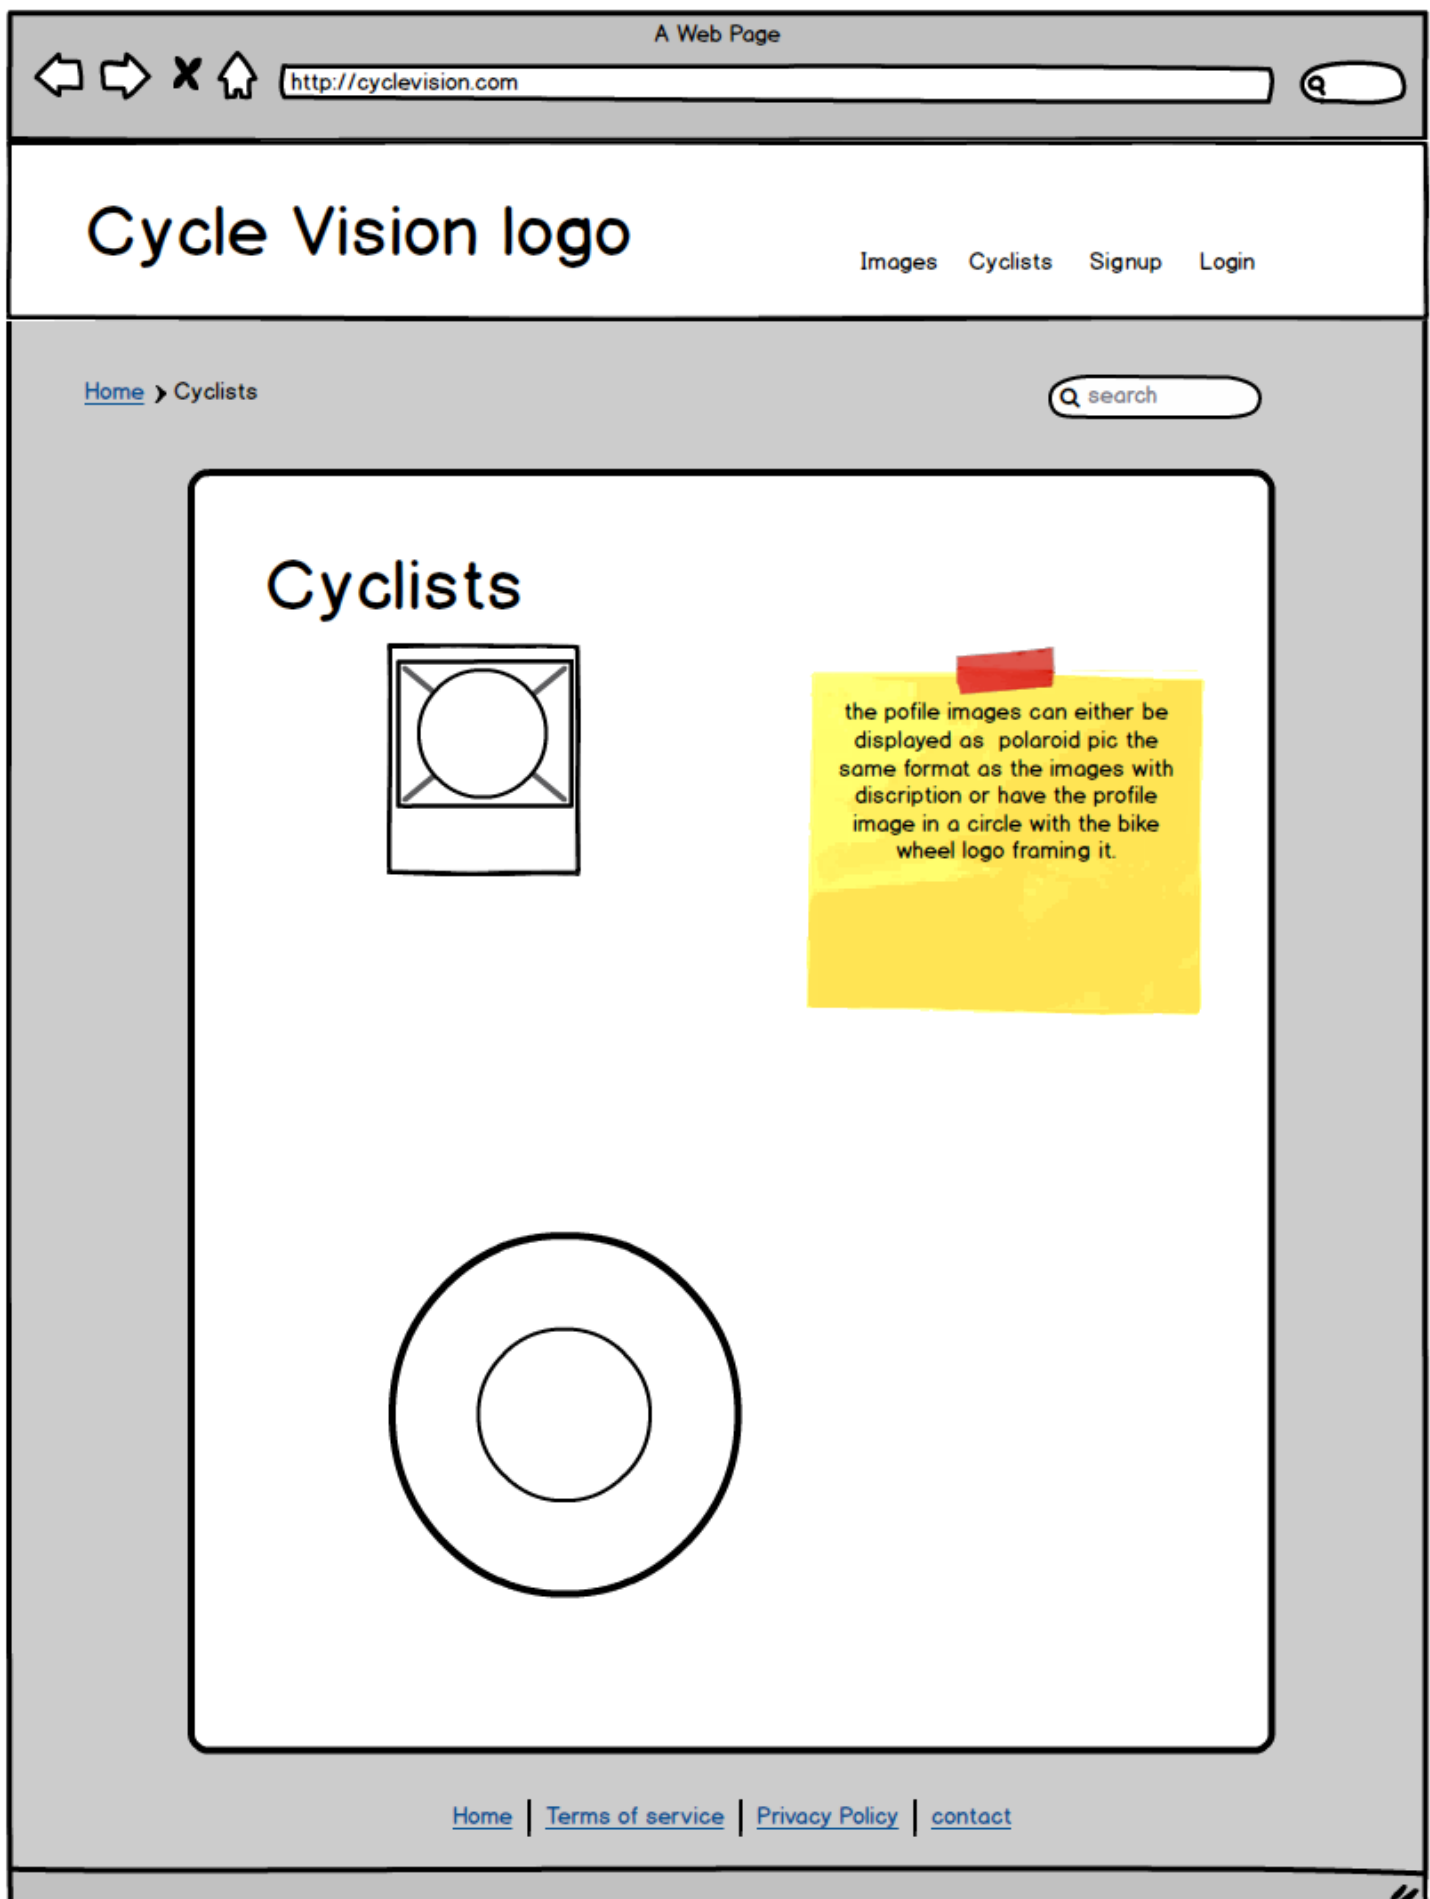 A Web Page
http://cyclevision.com
Cycle Vision logo
Images Cyclists Signup Login
Home Cyclists
search
Cyclists
the pofile images can either be
displayed as polaroid pic the
same format as the images with
discription or have the profile
image in a circle with the bike
wheel logo framing it.
Home Terms of service Privacy Policy contact